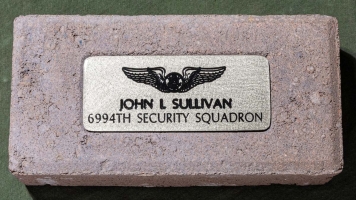 JOHN L SULLIVAN
6994TH SECURITY SQUADRON